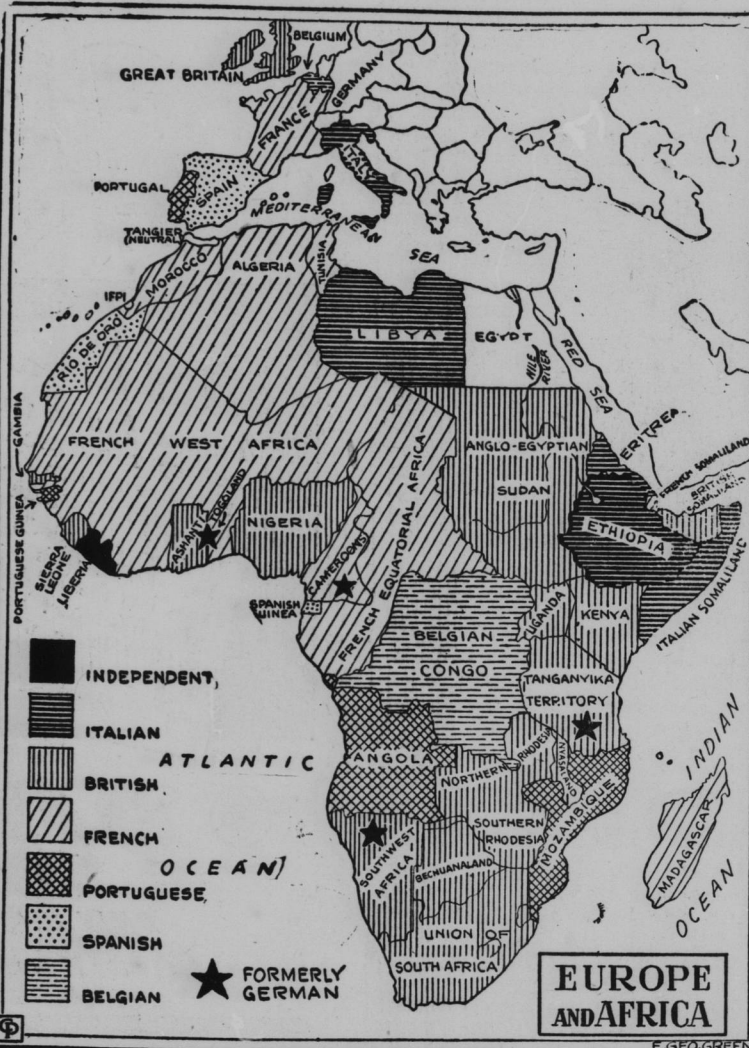 BELGIUM
GREAT BRITAIN
GERMANY
FRANCE
ITALY
PORTUGAL
SPAIN
MEDITERRANEAN
SEA
TANGIER
(NEUTRAL)
MOROCCO
ALGERIA
TUNISIA
IFNI
RIO DE ORO
LIBYA
EGYPT
NILE
RIVER
RED
SEA
GAMBIA
FRENCH WEST AFRICA
ANGLO-EGYPTIAN
SUDAN
ERITREA
FRENCH SOMALILAND
BRITISH
SOMALILAND
PORTUGUESE GUINEA
SIERRA
LEONE
LIBERIA
ASHANTI
TOGOLAND
NIGERIA
CAMEROONS
FRENCH EQUATORIAL AFRICA
ETHIOPIA
ITALIAN SOMALILAND
SPANISH
GUINEA
BELGIAN
CONGO
UGANDA
KENYA
TANGANYIKA
TERRITORY
ANGOLA
NORTHERN
RHODESIA
NYASALAND
SOUTHERN
RHODESIA
MOZAMBIQUE
SOUTHWEST
AFRICA
BECHUANALAND
UNION OF
SOUTH AFRICA
MADAGASCAR
INDIAN
OCEAN
ATLANTIC
OCEAN
INDEPENDENT
ITALIAN
BRITISH
FRENCH
PORTUGUESE
SPANISH
BELGIAN
FORMERLY
GERMAN
EUROPE
AND AFRICA
CP
F. GEO. GREEN